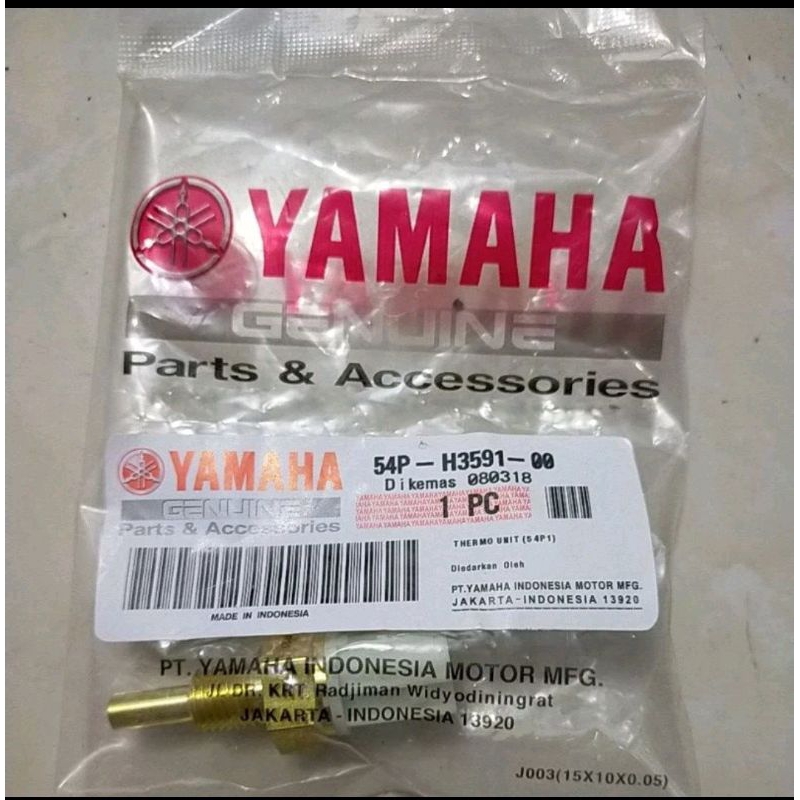 YAMAHA
GENUINE
Parts & Accessories
YAMAHA
GENUINE
Parts & Accessories
54P-H3591-00
Dikemas 080318
1 PC
THERMO UNIT (54P1)
Diedarkan Oleh
PT.YAMAHA INDONESIA MOTOR MFG.
JAKARTA-INDONESIA 13920
MADE IN INDONESIA
PT. YAMAHA INDONESIA MOTOR MFG.
JL. DR. KRT. Radjiman Widyodiningrat
JAKARTA - INDONESIA 13920
J003(15X10X0.05)